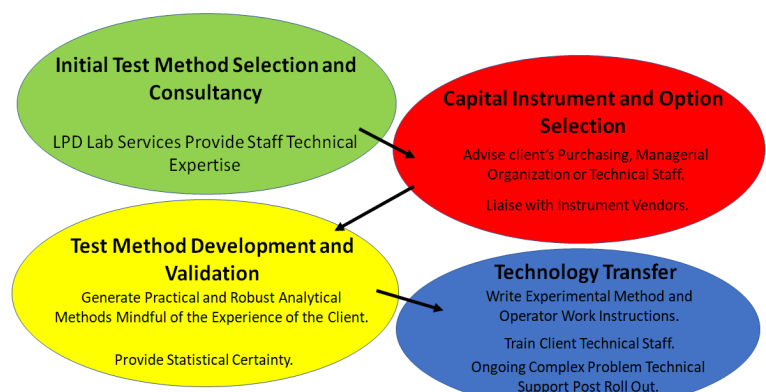 Initial Test Method Selection and
Consultancy
LPD Lab Services Provide Staff Technical
Expertise
Capital Instrument and Option
Selection
Advise client's Purchasing, Managerial
Organization or Technical Staff.
Liaise with Instrument Vendors.
Test Method Development and
Validation
Generate Practical and Robust Analytical
Methods Mindful of the Experience of the Client.
Provide Statistical Certainty.
Technology Transfer
Write Experimental Method and
Operator Work Instructions.
Train Client Technical Staff.
Ongoing Complex Problem Technical
Support Post Roll Out.